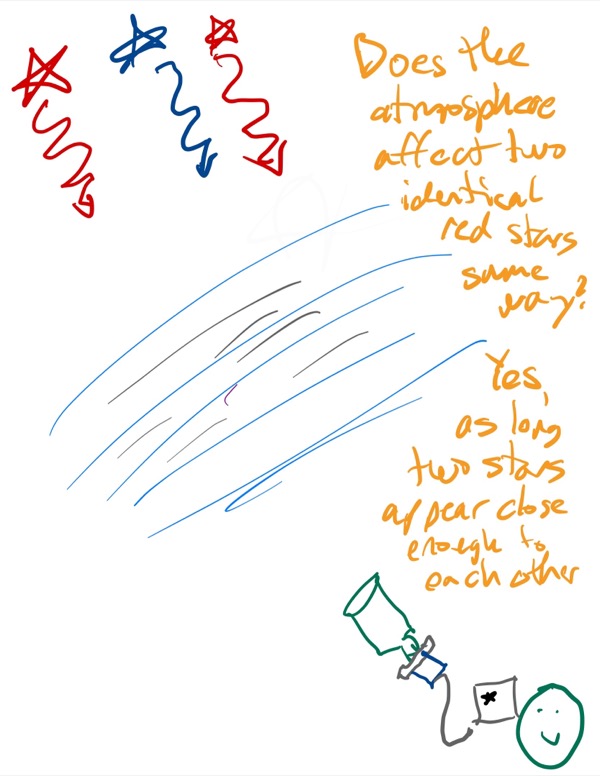 Does the
atmosphere
affect two
identical
red stars
same
way?
Yes,
as long
two stars
appear close
enough to
each other